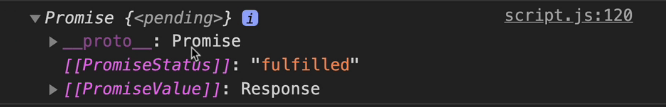 ▼Promise {<pending>} i script.js:120
▶__proto__: Promise
[[PromiseStatus]]: "fulfilled"
▶[[PromiseValue]]: Response